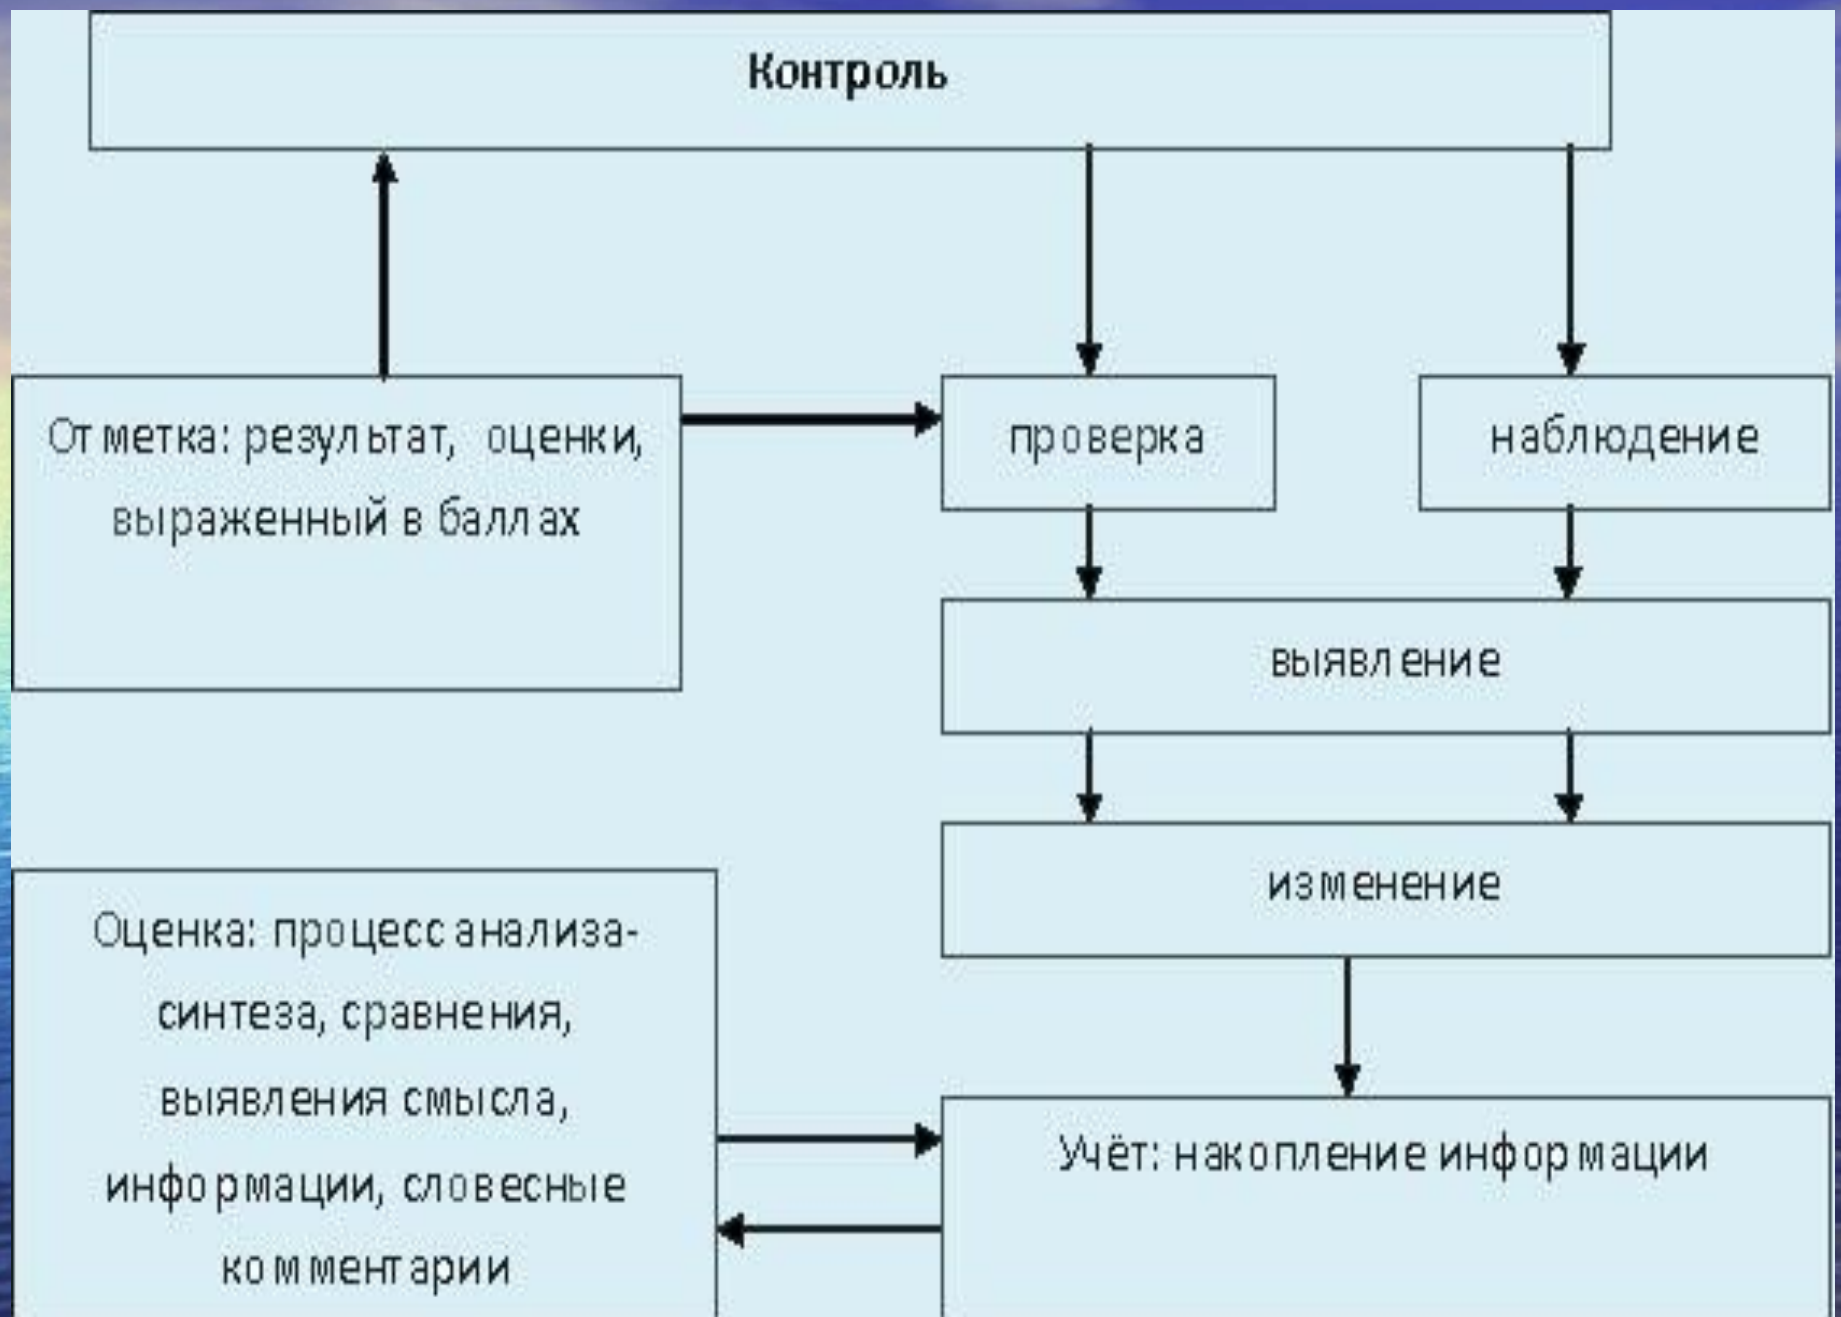 Контроль
Отметка: результат, оценки,
выраженный в баллах
проверка
наблюдение
выявление
изменение
Оценка: процесс анализа-
синтеза, сравнения,
выявления смысла,
информации, словесные
комментарии
Учёт: накопление информации